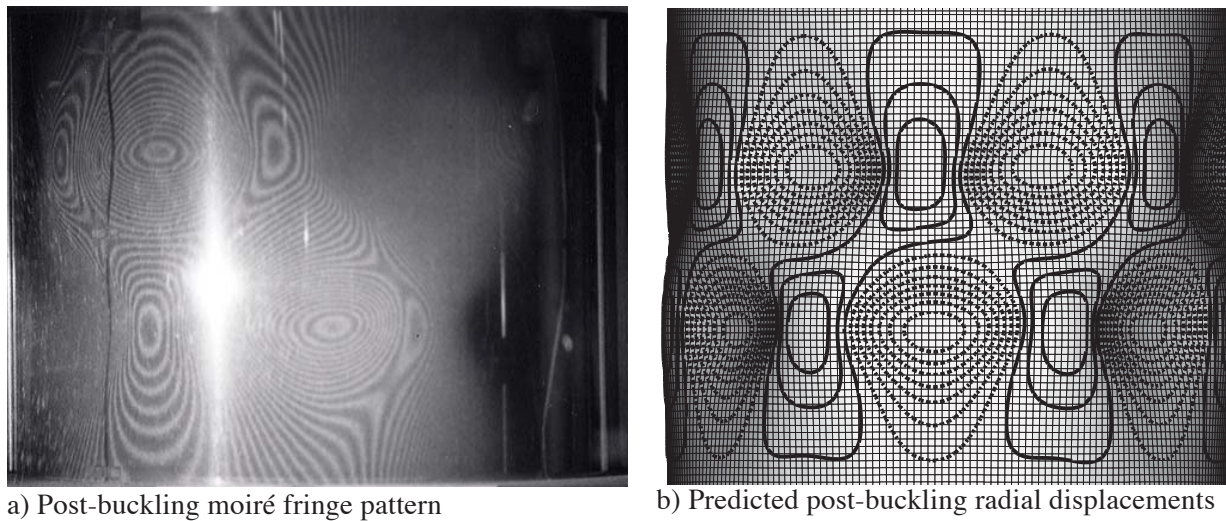 a) Post-buckling moiré fringe pattern
b) Predicted post-buckling radial displacements